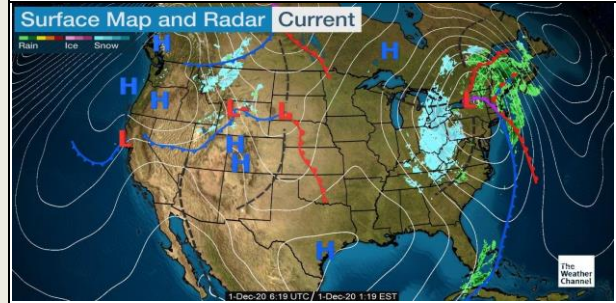 Surface Map and Radar Current
Rain Ice Snow
H
H
H
H
H
L
L
L
L
H
H
H
The
Weather
Channel
1-Dec-20 6:19 UTC / 1-Dec-20 1:19 EST